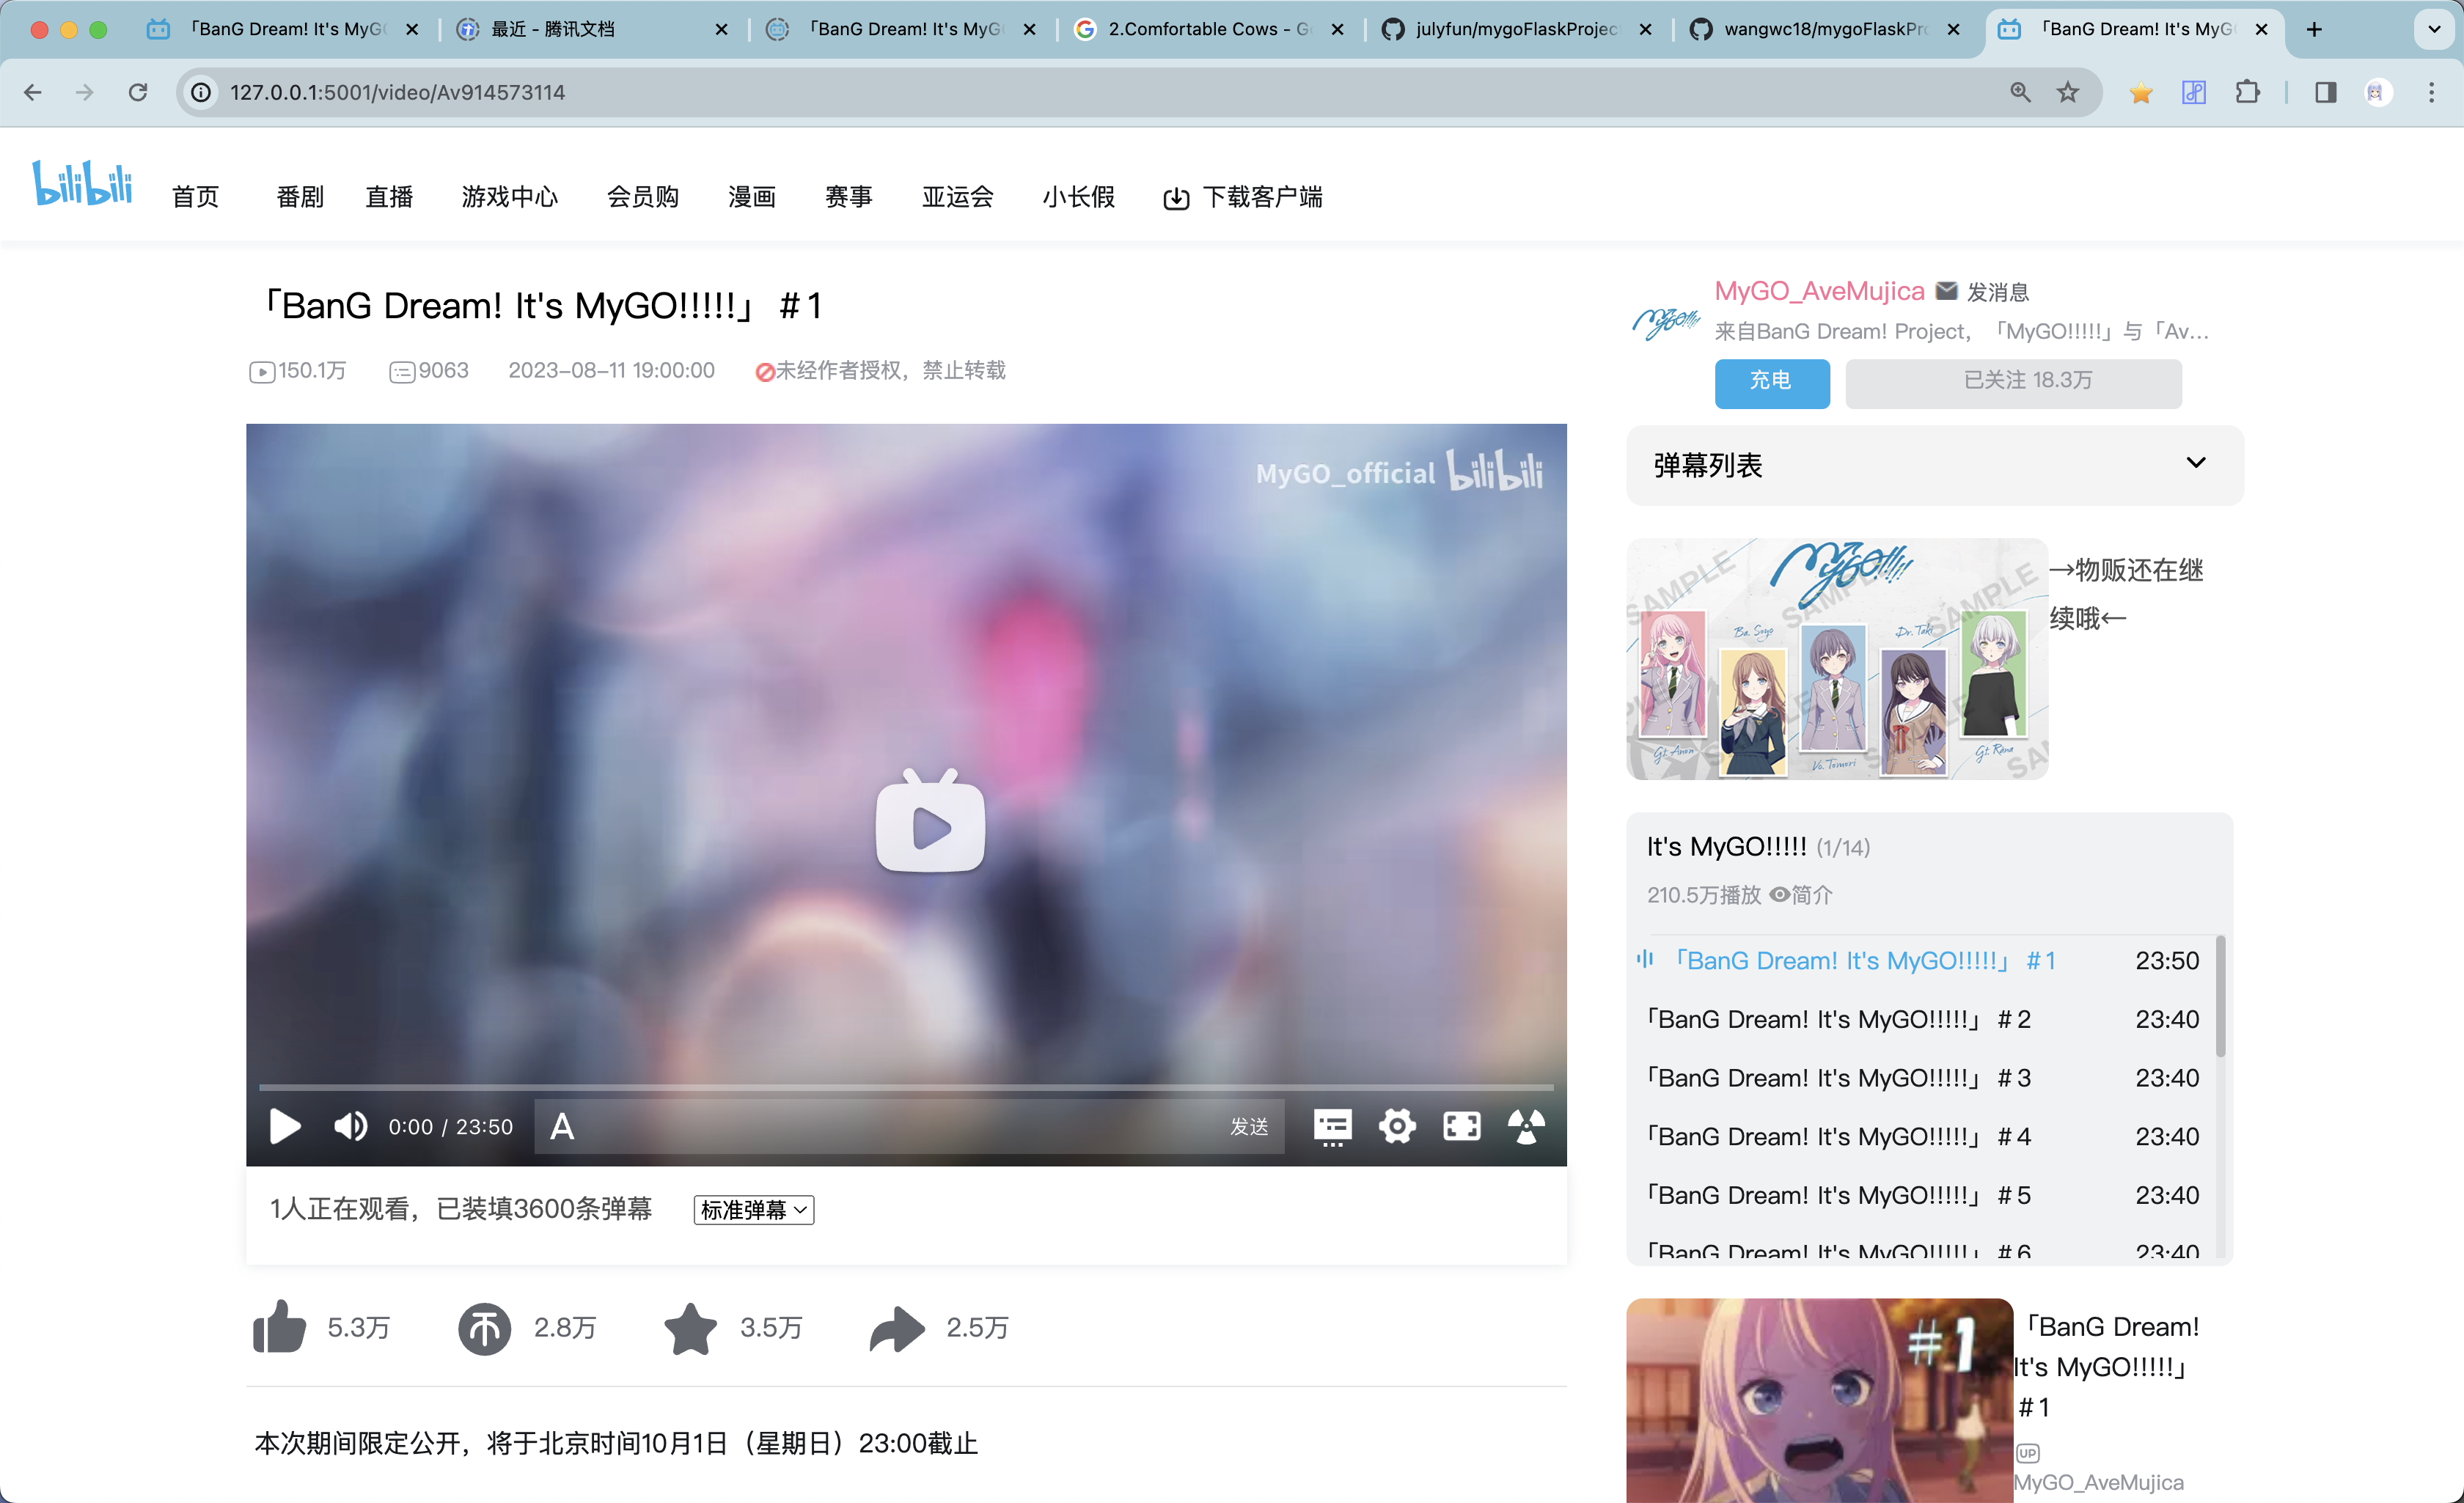 「BanG Dream! It's MyG
最近 - 腾讯文档
「BanG Dream! It's MyG
2.Comfortable Cows - G
julyfun/mygoFlaskProjec
wangwc18/mygoFlaskPr
「BanG Dream! It's MyG
127.0.0.1:5001/video/Av914573114
bilibili
首页
番剧
直播
游戏中心
会员购
漫画
赛事
亚运会
小长假
下载客户端
「BanG Dream! It's MyGO!!!!!」 #1
150.1万
9063
2023-08-11 19:00:00
未经作者授权，禁止转载
MyGO_official bilibili
0:00 / 23:50
A
发送
1人正在观看，已装填3600条弹幕
标准弹幕
5.3万
2.8万
3.5万
2.5万
本次期间限定公开，将于北京时间10月1日（星期日）23:00截止
MyGO!!!!!
MyGO_AveMujica
发消息
来自BanG Dream! Project，「MyGO!!!!!」与「Av...
充电
已关注 18.3万
弹幕列表
MyGO!!!!!
SAMPLE
SAMPLE
SAMPLE
Ba. Soyo
Dr. Taki
Gt. Anon
Vo. Tomori
Gt. Rana
SA
→物贩还在继
续哦←
It's MyGO!!!!! (1/14)
210.5万播放
简介
「BanG Dream! It's MyGO!!!!!」 #1
23:50
「BanG Dream! It's MyGO!!!!!」 #2
23:40
「BanG Dream! It's MyGO!!!!!」 #3
23:40
「BanG Dream! It's MyGO!!!!!」 #4
23:40
「BanG Dream! It's MyGO!!!!!」 #5
23:40
「BanG Dream! It's MyGO!!!!!」 #6
23:40
#1
「BanG Dream!
It's MyGO!!!!!」
#1
UP
MyGO_AveMujica